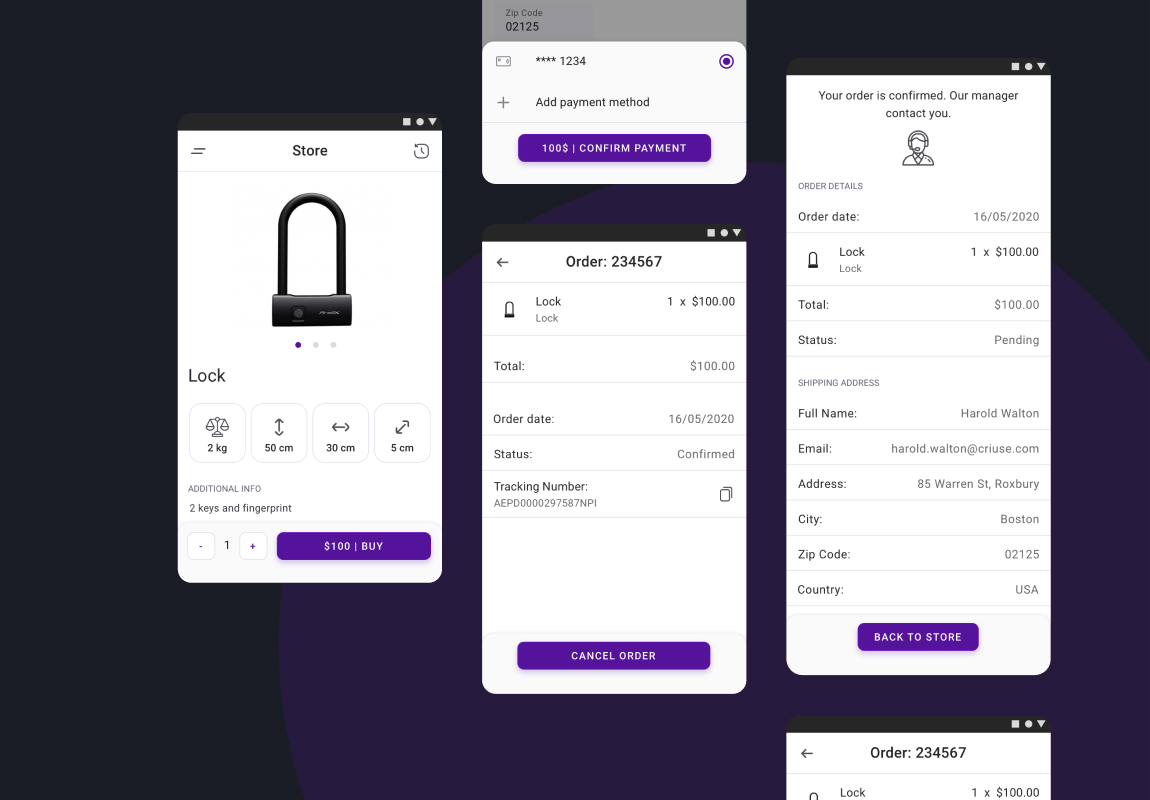 Store
Lock
2 kg
50 cm
30 cm
5 cm
ADDITIONAL INFO
2 keys and fingerprint
-
1
+
$100 | BUY
Zip Code
02125
**** 1234
Add payment method
100$ | CONFIRM PAYMENT
Order: 234567
Lock
1 x $100.00
Lock
Total:
$100.00
Order date:
16/05/2020
Status:
Confirmed
Tracking Number:
AEPD0000297587NPI
CANCEL ORDER
Your order is confirmed. Our manager
contact you.
ORDER DETAILS
Order date:
16/05/2020
Lock
1 x $100.00
Lock
Total:
$100.00
Status:
Pending
SHIPPING ADDRESS
Full Name:
Harold Walton
Email:
harold.walton@criuse.com
Address:
85 Warren St, Roxbury
City:
Boston
Zip Code:
02125
Country:
USA
BACK TO STORE
Order: 234567
Lock
1 x $100.00